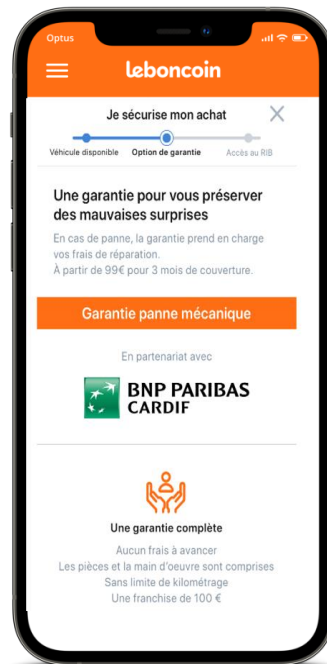 Optus
leboncoin
Je sécurise mon achat
Véhicule disponible Option de garantie Accès au RIB
Une garantie pour vous préserver
des mauvaises surprises
En cas de panne, la garantie prend en charge
vos frais de réparation.
À partir de 99€ pour 3 mois de couverture.
Garantie panne mécanique
En partenariat avec
BNP PARIBAS
CARDIF
Une garantie complète
Aucun frais à avancer
Les pièces et la main d'oeuvre sont comprises
Sans limite de kilométrage
Une franchise de 100 €